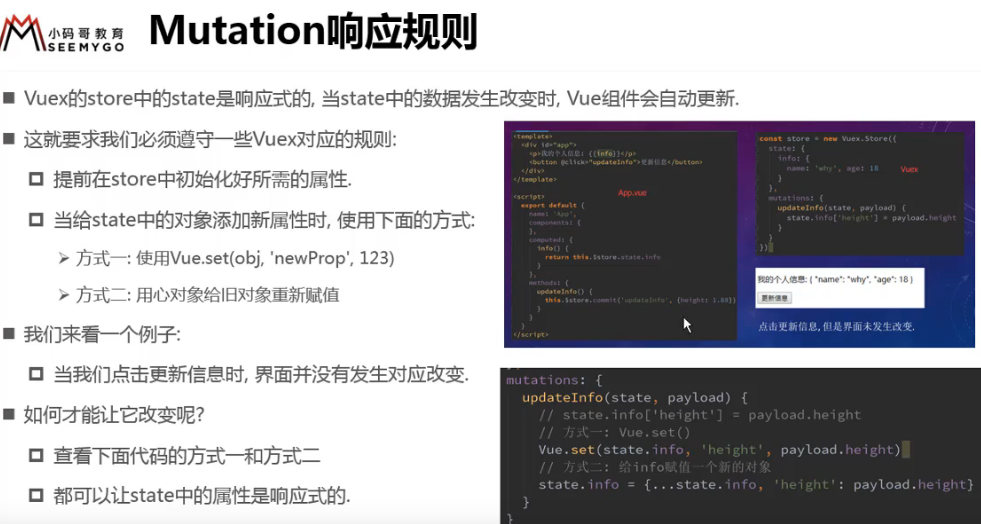 小码哥教育
SEEMYGO
Mutation响应规则
■ Vuex的store中的state是响应式的, 当state中的数据发生改变时, Vue组件会自动更新.
■ 这就要求我们必须遵守一些Vuex对应的规则:
提前在store中初始化好所需的属性.
当给state中的对象添加新属性时, 使用下面的方式:
➢ 方式一: 使用Vue.set(obj, 'newProp', 123)
➢ 方式二: 用心对象给旧对象重新赋值
■ 我们来看一个例子:
当我们点击更新信息时, 界面并没有发生对应改变.
■ 如何才能让它改变呢?
查看下面代码的方式一和方式二
都可以让state中的属性是响应式的.
<template>
<div id="app">
<p>我的个人信息: {{info}}</p>
<button @click="updateInfo">更新信息</button>
</div>
</template>
App.vue
<script>
export default {
name: 'App',
components: {
},
computed: {
info() {
return this.$store.state.info
}
},
methods: {
updateInfo() {
this.$store.commit('updateInfo', {height: 1.88})
}
}
}
</script>
const store = new Vuex.Store({
state: {
info: {
name: 'why', age: 18
Vuex
}
},
mutations: {
updateInfo(state, payload) {
state.info['height'] = payload.height
}
}
})
我的个人信息: { "name": "why", "age": 18 }
更新信息
点击更新信息, 但是界面未发生改变.
mutations: {
updateInfo(state, payload) {
// state.info['height'] = payload.height
// 方式一: Vue.set()
Vue.set(state.info, 'height', payload.height)
// 方式二: 给info赋值一个新的对象
state.info = {...state.info, 'height': payload.height}
}
}